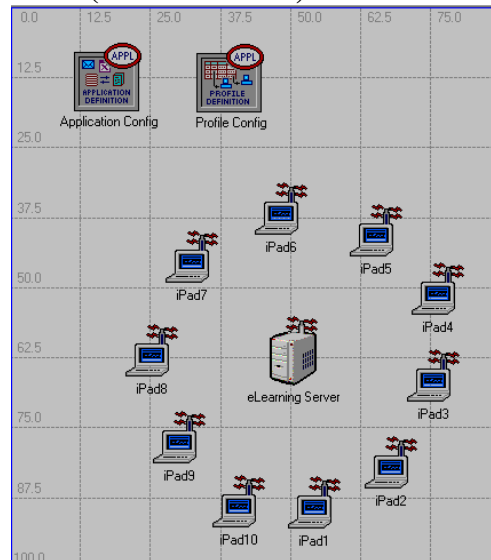 0.0 12.5 25.0 37.5 50.0 62.5 75.0
APPL APPL
12.5
APPLICATION PROFILE
DEFINITION DEFINITION
Application Config Profile Config
25.0
37.5
iPad6
iPad5
50.0
iPad7
iPad4
62.5
iPad8
eLearning Server
iPad3
75.0
iPad9
iPad2
87.5
iPad10 iPad1
100.0